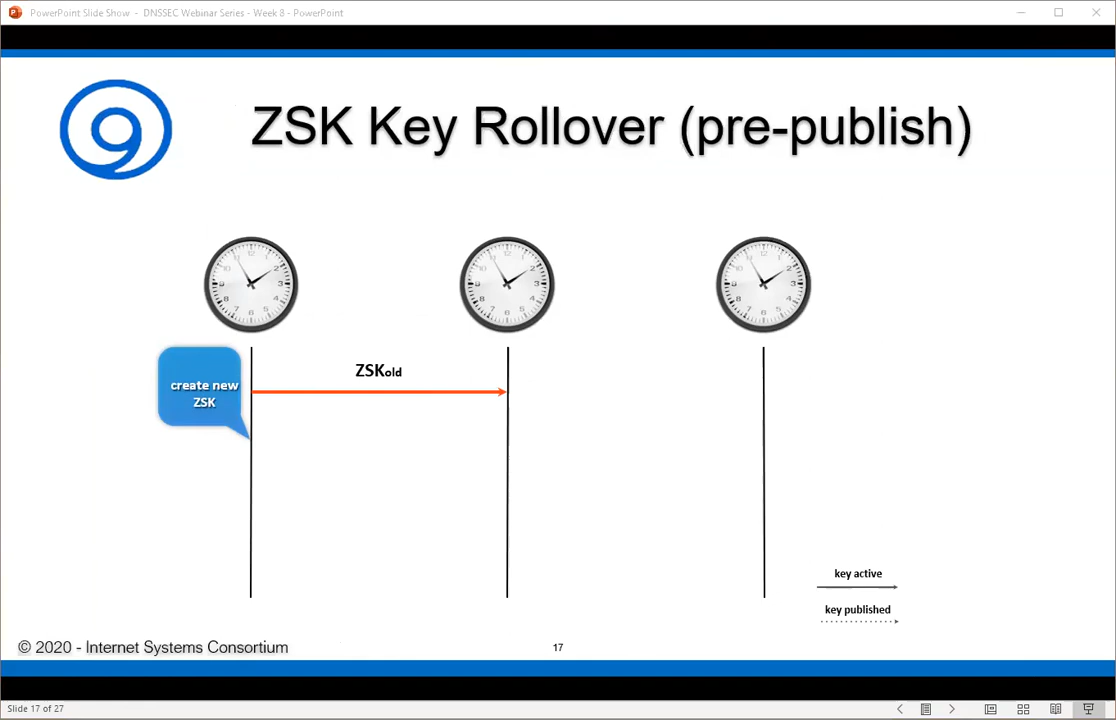 PowerPoint Slide Show - DNSSEC Webinar Series - Week 3 - PowerPoint
ZSK Key Rollover (pre-publish)
create new
ZSK
ZSKold
key active
key published
© 2020 - Internet Systems Consortium
17
Slide 17 of 27